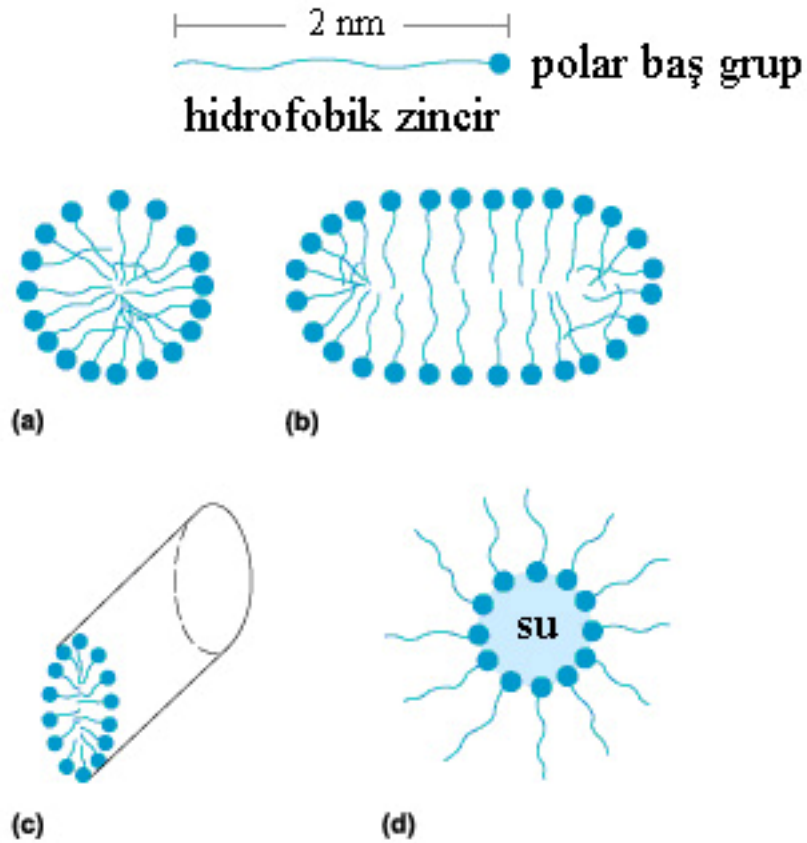 2 nm
polar baş grup
hidrofobik zincir
(a)
(b)
su
(c)
(d)